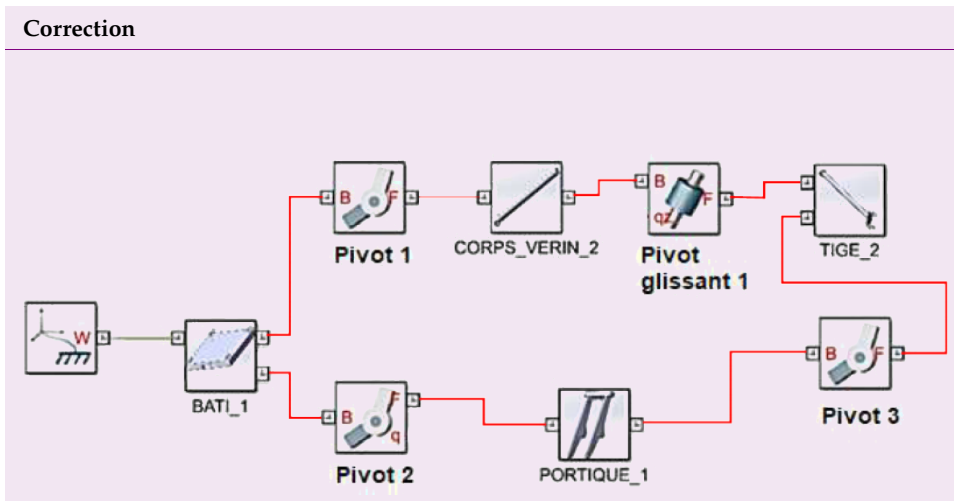 Correction
B
F
Pivot 1
CORPS_VERIN_2
B
F
qz
Pivot
glissant 1
TIGE_2
W
BATI_1
B
F
q
Pivot 2
PORTIQUE_1
B
F
Pivot 3